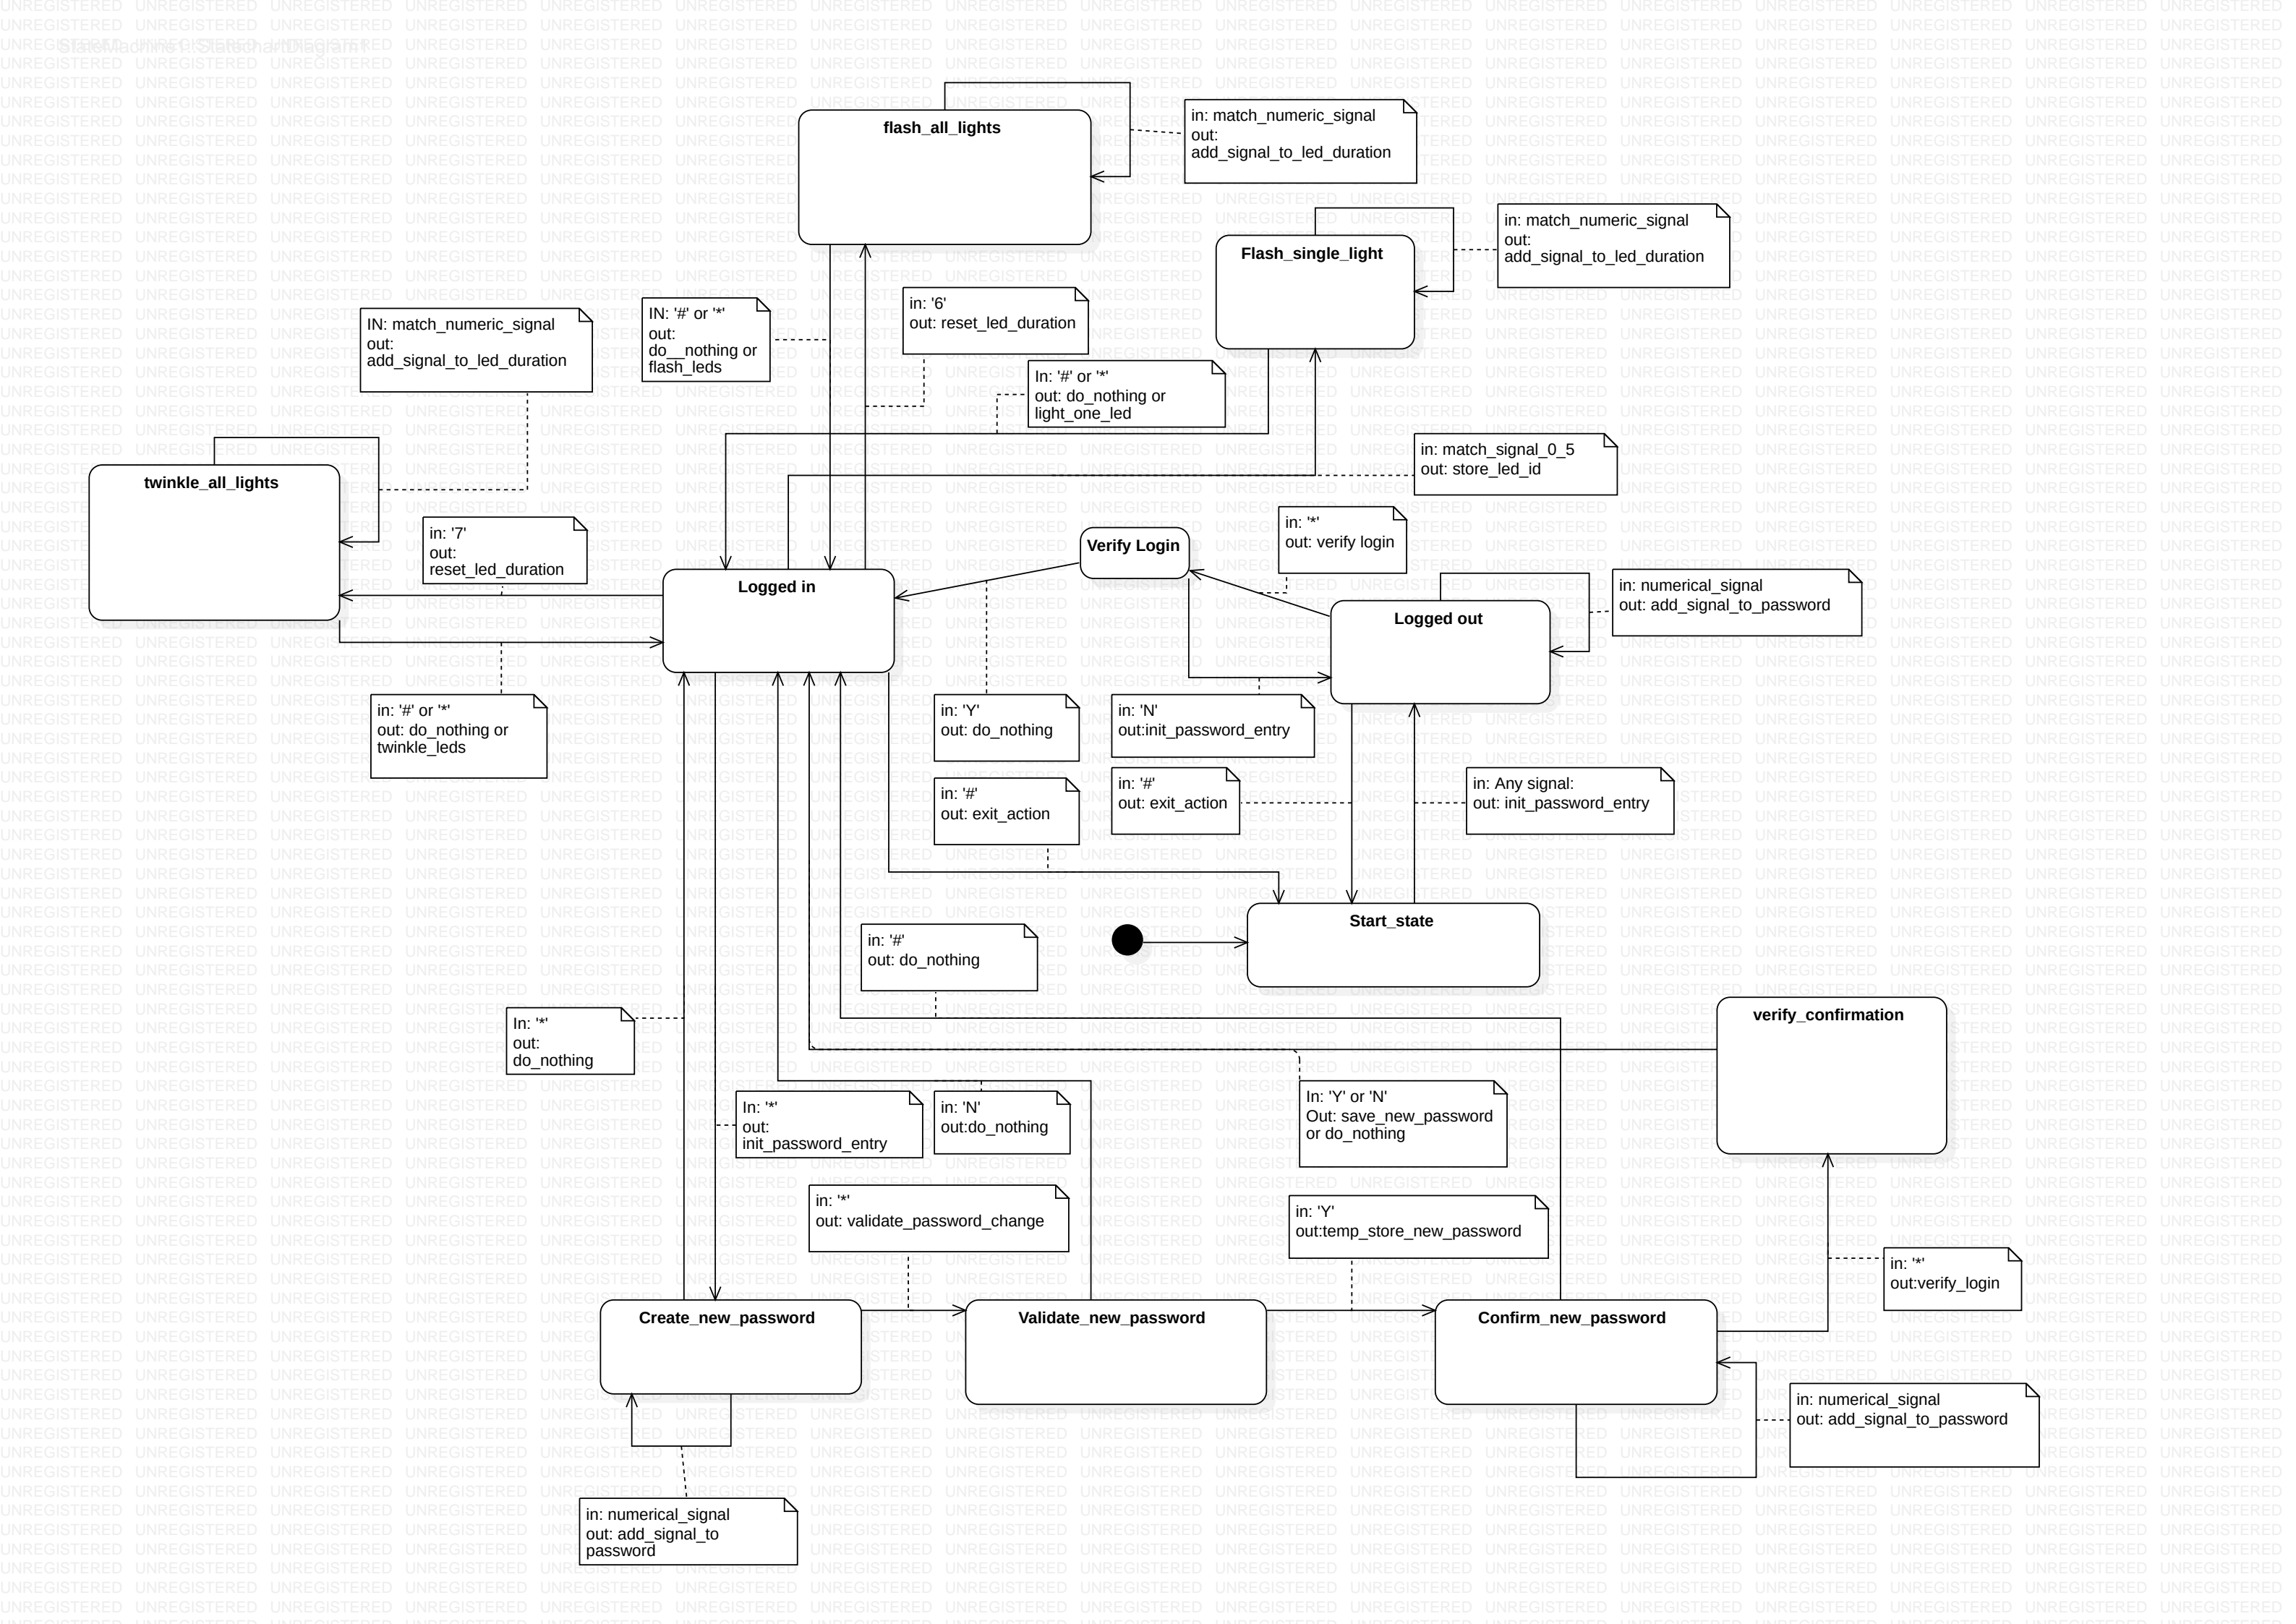 StateMachine1::StatechartDiagram1
flash_all_lights
in: match_numeric_signal
out:
add_signal_to_led_duration
Flash_single_light
in: match_numeric_signal
out:
add_signal_to_led_duration
IN: match_numeric_signal
out:
add_signal_to_led_duration
IN: '#' or '*'
out:
do__nothing or
flash_leds
in: '6'
out: reset_led_duration
In: '#' or '*'
out: do_nothing or
light_one_led
in: match_signal_0_5
out: store_led_id
twinkle_all_lights
in: '7'
out:
reset_led_duration
Verify Login
in: '*'
out: verify login
Logged in
Logged out
in: numerical_signal
out: add_signal_to_password
in: '#' or '*'
out: do_nothing or
twinkle_leds
in: 'Y'
out: do_nothing
in: 'N'
out:init_password_entry
in: '#'
out: exit_action
in: '#'
out: exit_action
in: Any signal:
out: init_password_entry
Start_state
in: '#'
out: do_nothing
In: '*'
out:
do_nothing
verify_confirmation
In: '*'
out:
init_password_entry
in: 'N'
out:do_nothing
In: 'Y' or 'N'
Out: save_new_password
or do_nothing
in: '*'
out: validate_password_change
in: 'Y'
out:temp_store_new_password
in: '*'
out:verify_login
Create_new_password
Validate_new_password
Confirm_new_password
in: numerical_signal
out: add_signal_to_password
in: numerical_signal
out: add_signal_to
password
UNREGISTERED